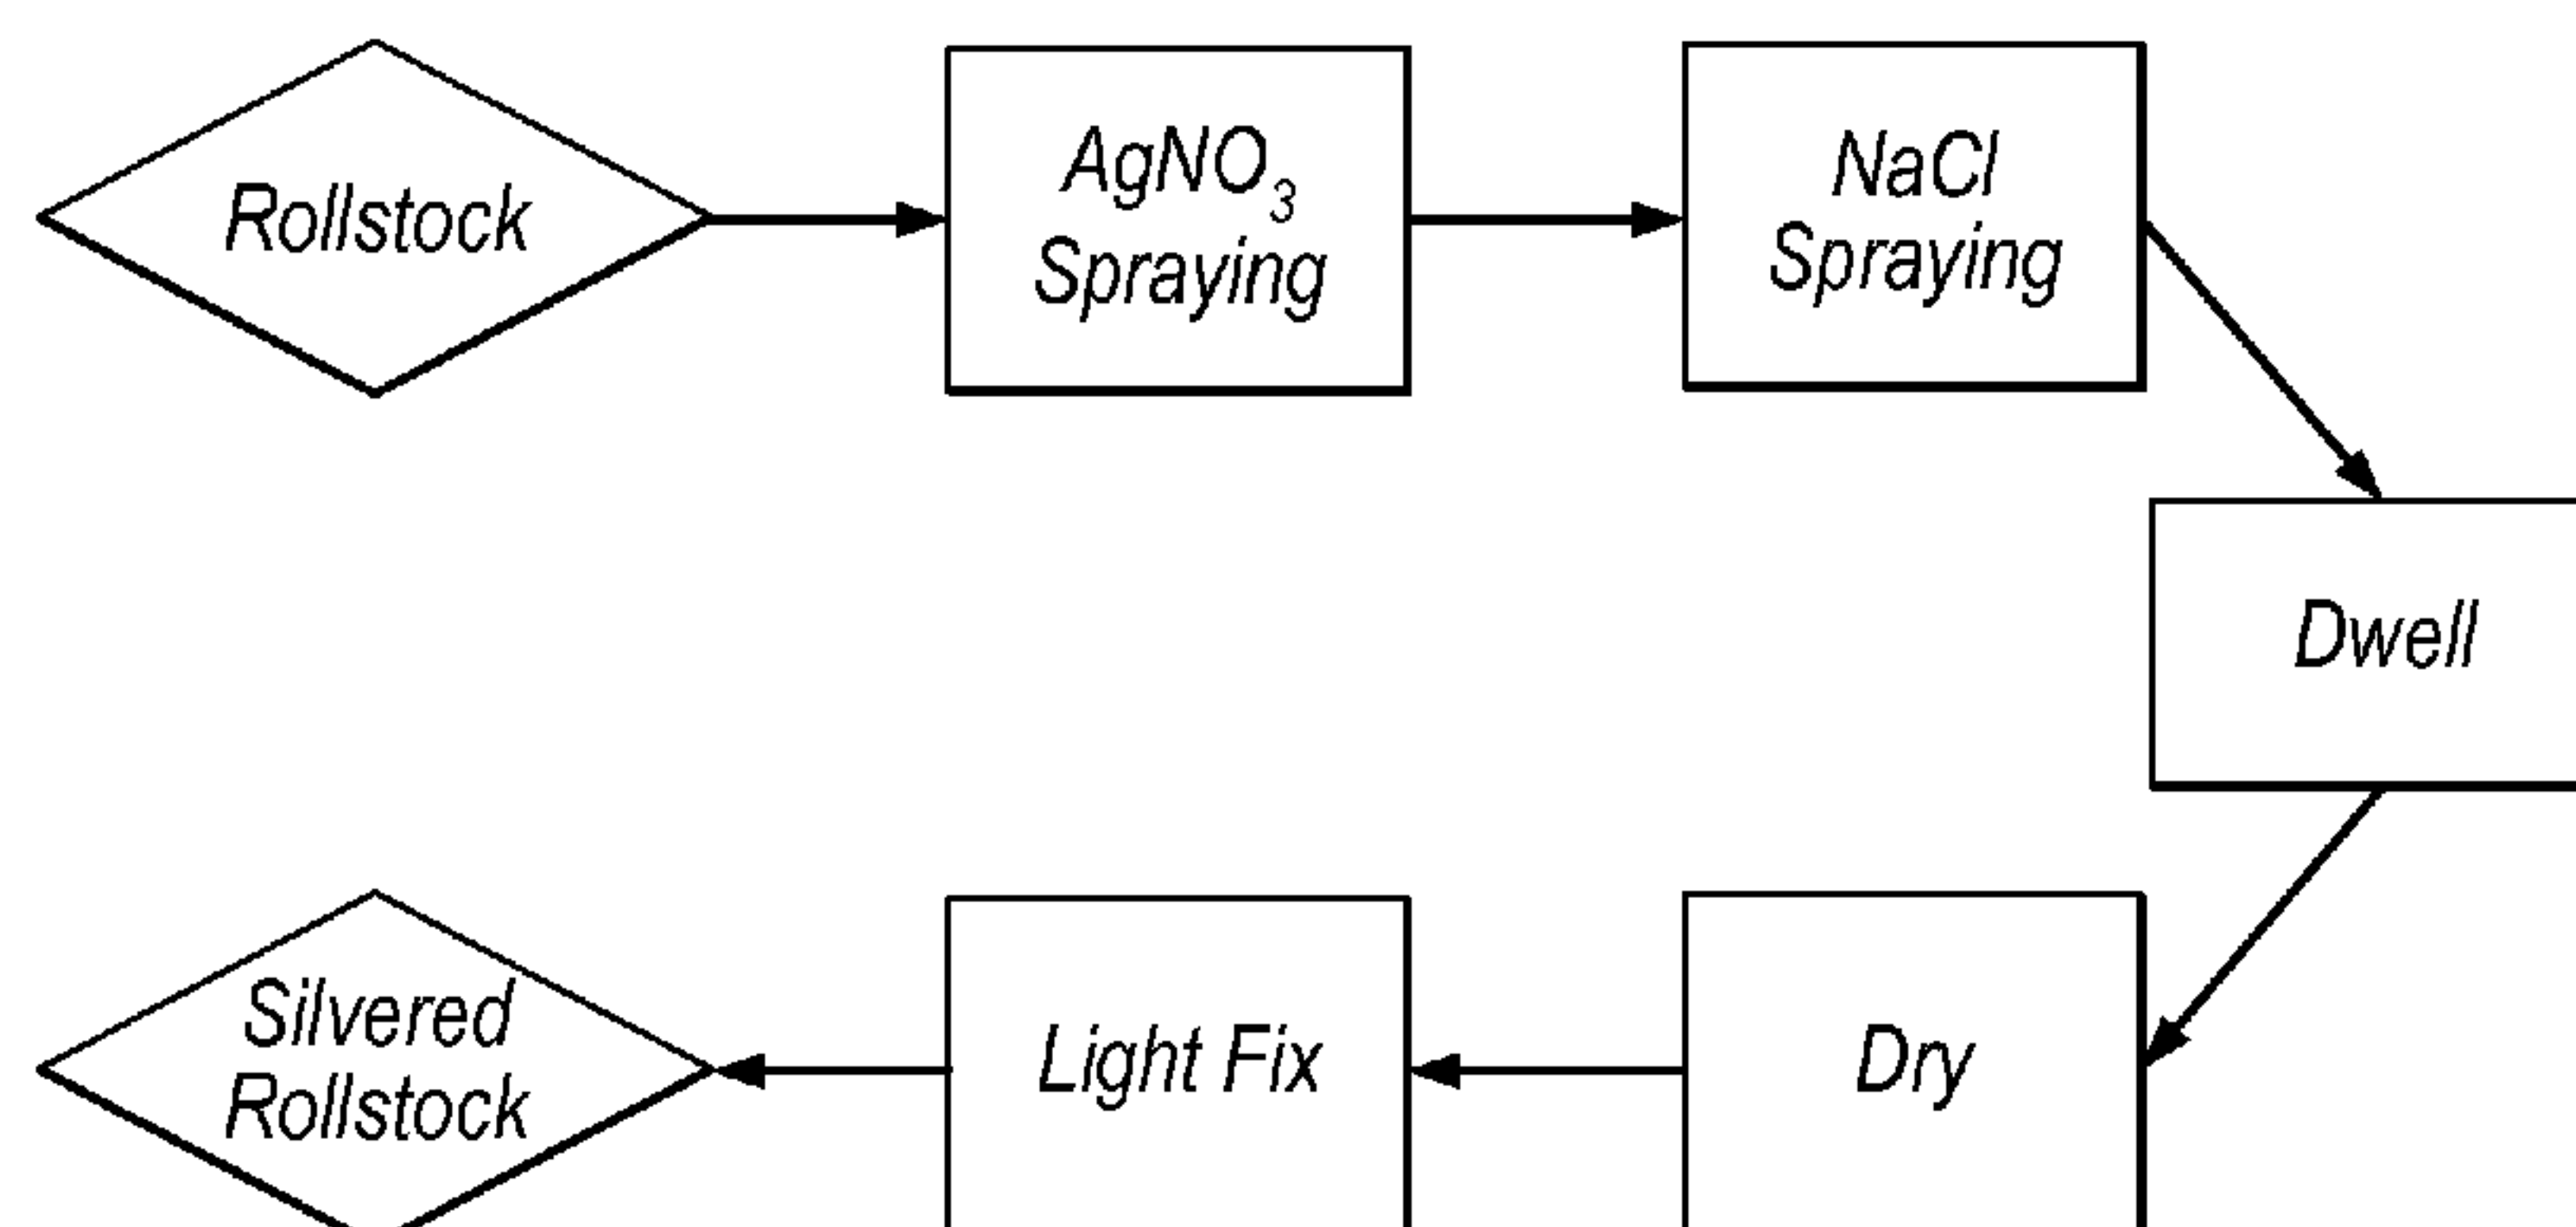 Rollstock
AgNO₃
Spraying
NaCl
Spraying
Dwell
Dry
Light Fix
Silvered
Rollstock